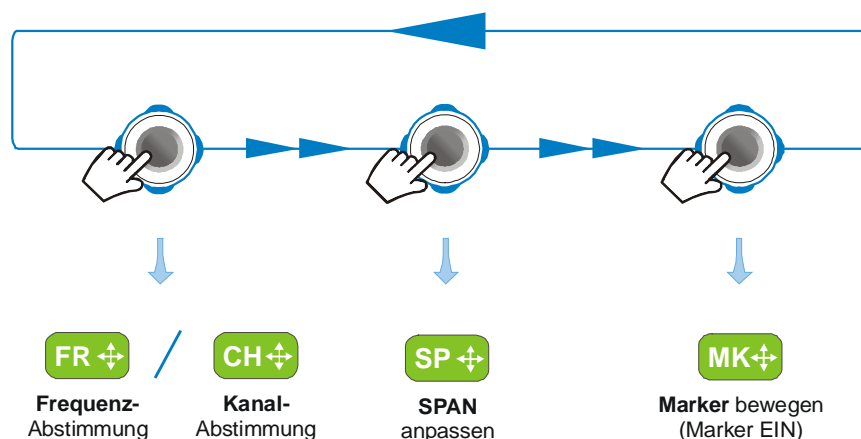 FR
CH
SP
MK
Frequenz-
Abstimmung
Kanal-
Abstimmung
SPAN
anpassen
Marker bewegen
(Marker EIN)